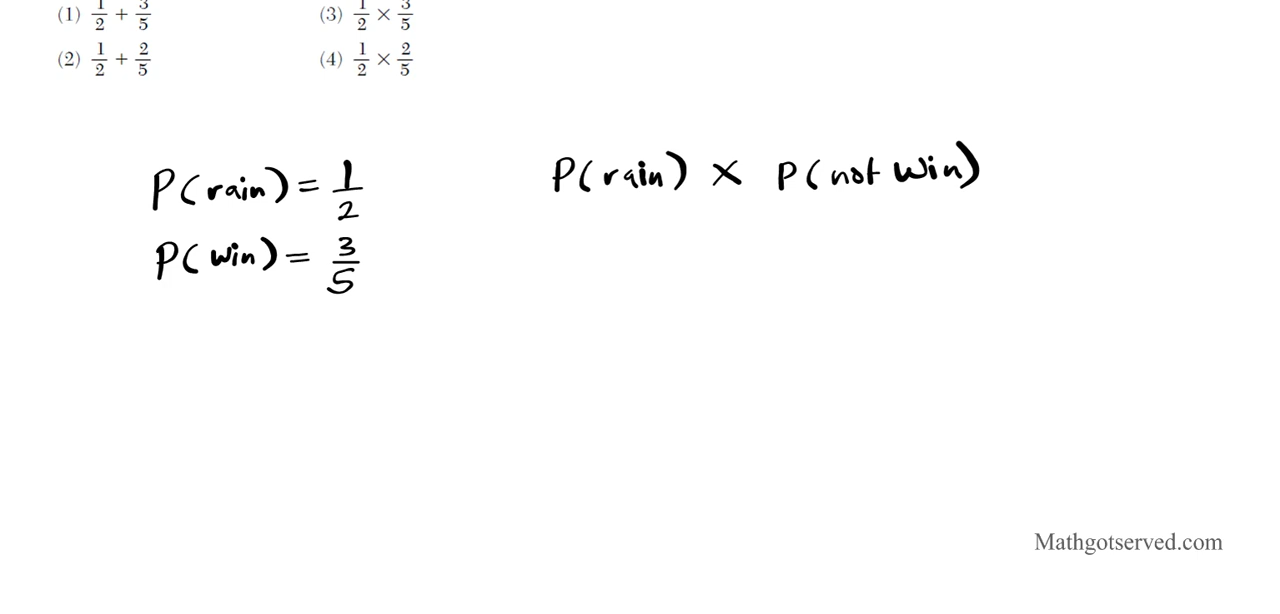 (1) 1/2 + 3/5 (3) 1/2 × 3/5
(2) 1/2 + 2/5 (4) 1/2 × 2/5
P(rain) = 1/2 P(rain) × P(not win)
P(win) = 3/5
Mathgotserved.com